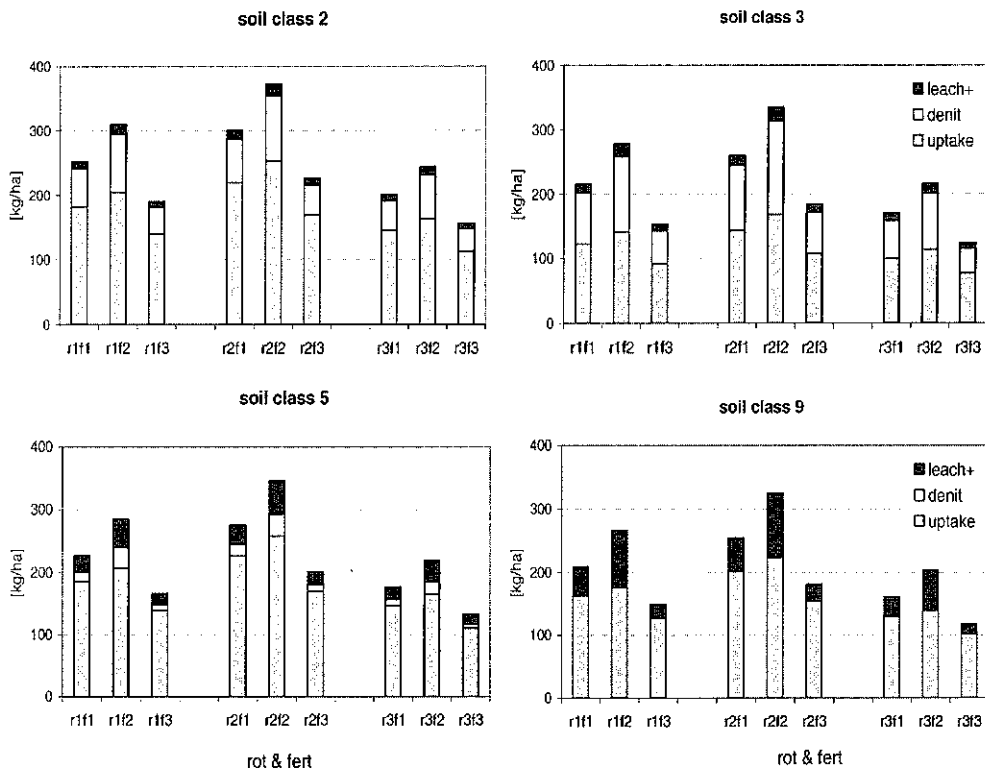 soil class 2
[kg/ha]
400
300
200
100
0
r1f1 r1f2 r1f3 r2f1 r2f2 r2f3 r3f1 r3f2 r3f3
soil class 3
[kg/ha]
400
300
200
100
0
leach+
denit
uptake
r1f1 r1f2 r1f3 r2f1 r2f2 r2f3 r3f1 r3f2 r3f3
soil class 5
[kg/ha]
400
300
200
100
0
r1f1 r1f2 r1f3 r2f1 r2f2 r2f3 r3f1 r3f2 r3f3
rot & fert
soil class 9
[kg/ha]
400
300
200
100
0
leach+
denit
uptake
r1f1 r1f2 r1f3 r2f1 r2f2 r2f3 r3f1 r3f2 r3f3
rot & fert